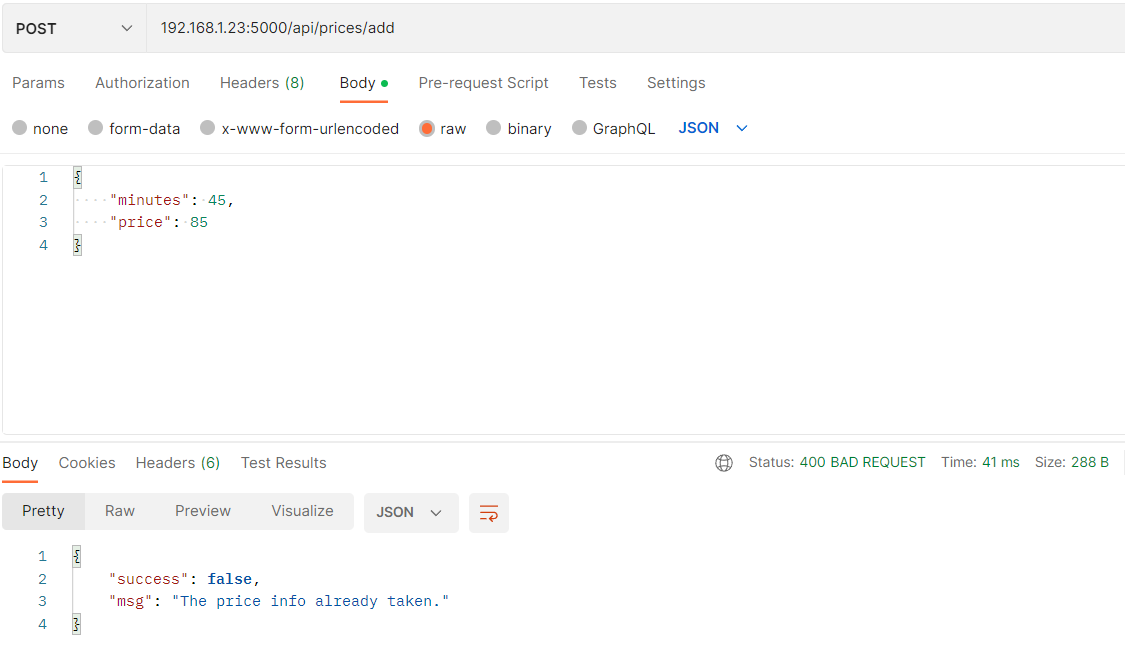 POST 192.168.1.23:5000/api/prices/add
Params Authorization Headers (8) Body Pre-request Script Tests Settings
none form-data x-www-form-urlencoded raw binary GraphQL JSON
1 {
2 "minutes": 45,
3 "price": 85
4 }
Body Cookies Headers (6) Test Results Status: 400 BAD REQUEST Time: 41 ms Size: 288 B
Pretty Raw Preview Visualize JSON
1 {
2 "success": false,
3 "msg": "The price info already taken."
4 }